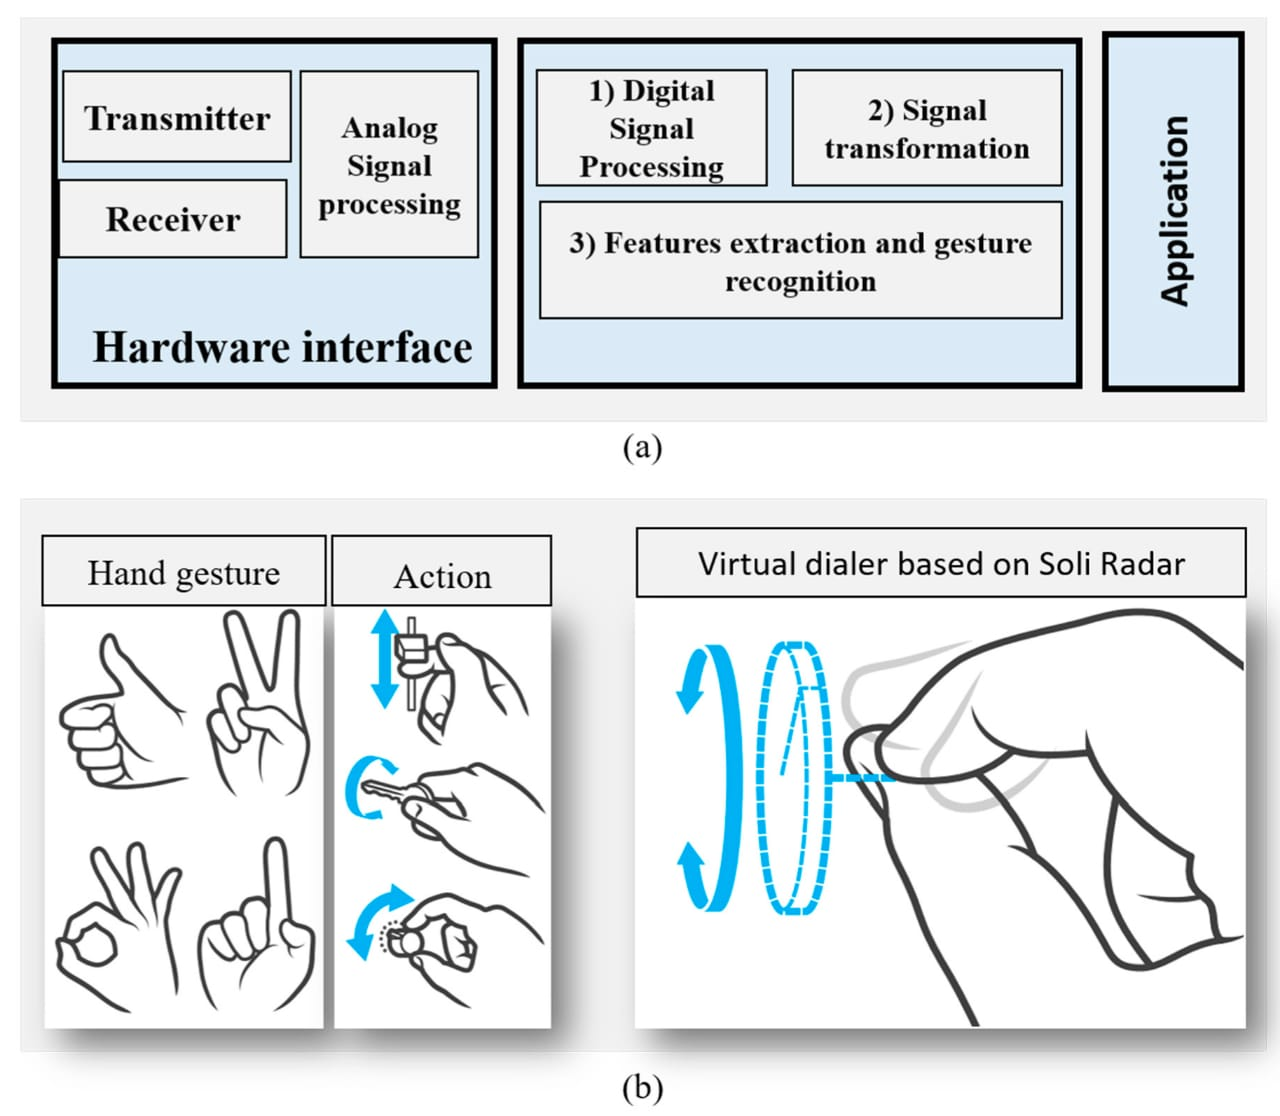 Transmitter
Receiver
Analog
Signal
processing
Hardware interface
1) Digital
Signal
Processing
2) Signal
transformation
3) Features extraction and gesture
recognition
Application
(a)
Hand gesture
Action
Virtual dialer based on Soli Radar
(b)